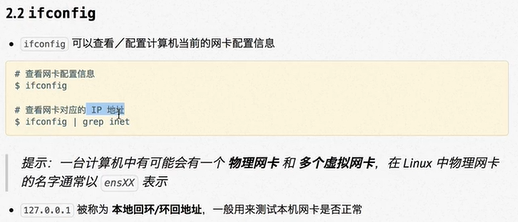 2.2 ifconfig
• ifconfig 可以查看／配置计算机当前的网卡配置信息
# 查看网卡配置信息
$ ifconfig
# 查看网卡对应的 IP 地址
$ ifconfig | grep inet
提示：一台计算机中有可能会有一个 物理网卡 和 多个虚拟网卡，在 Linux 中物理网卡
的名字通常以 ensXX 表示
• 127.0.0.1 被称为 本地回环/环回地址，一般用来测试本机网卡是否正常